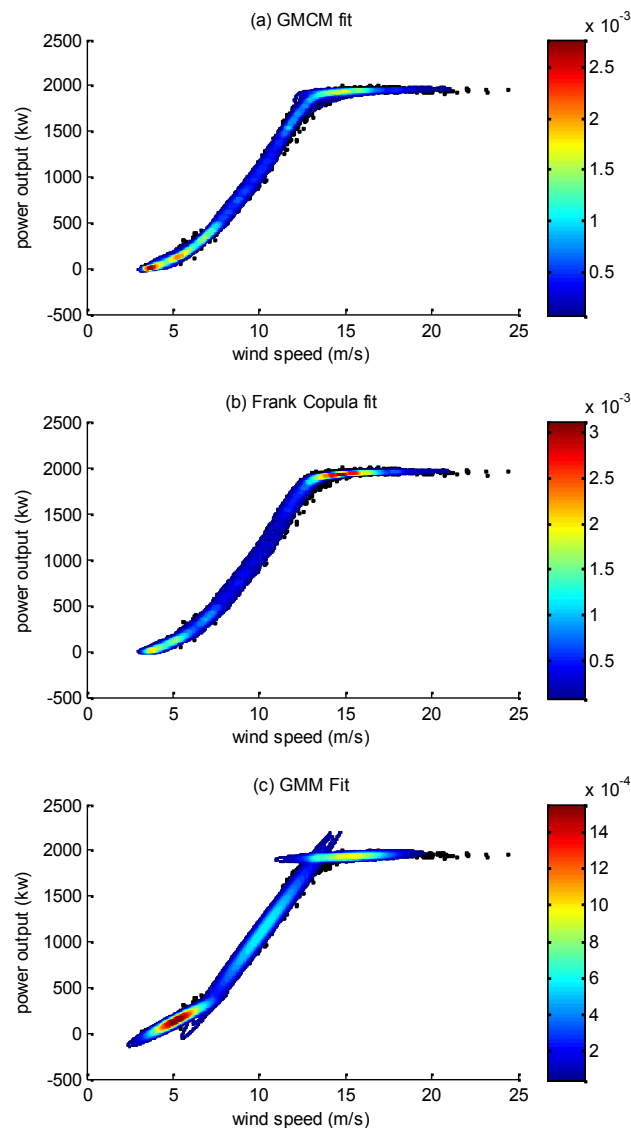 (a) GMCM fit
x 10-3
2500
2000
1500
1000
500
0
-500
power output (kw)
0 5 10 15 20 25
wind speed (m/s)
2.5
2
1.5
1
0.5
(b) Frank Copula fit
x 10-3
2500
2000
1500
1000
500
0
-500
power output (kw)
0 5 10 15 20 25
wind speed (m/s)
3
2.5
2
1.5
1
0.5
(c) GMM Fit
x 10-4
2500
2000
1500
1000
500
0
-500
power output (kw)
0 5 10 15 20 25
wind speed (m/s)
14
12
10
8
6
4
2